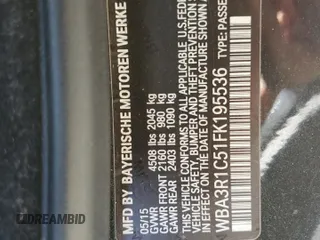 MFD BY BAYERISCHE MOTOREN WERKE
05/15
GVWR 4508 lbs 2045 kg
GAWR FRONT 2160 lbs 980 kg
GAWR REAR 2403 lbs 1090 kg
THIS VEHICLE CONFORMS TO ALL APPLICABLE U.S. FED
VEHICLE SAFETY, BUMPER AND THEFT PREVENTION
IN EFFECT ON THE DATE OF MANUFACTURE
WBA3R1C51FK195536
TYPE: PASSE